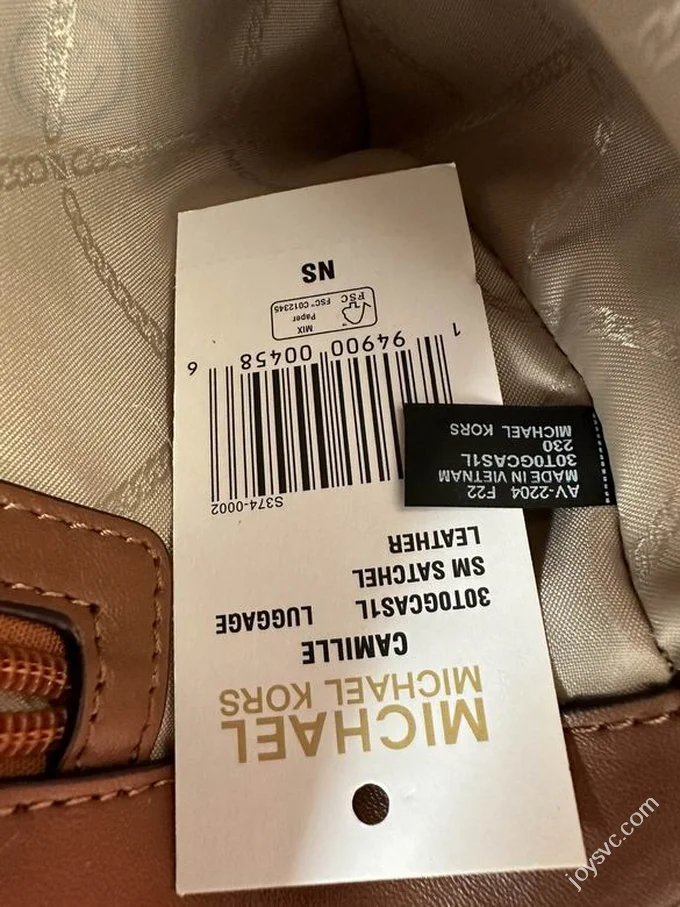 MICHAEL
MICHAEL KORS
CAMILLE
30T0GCAS1L LUGGAGE
SM SATCHEL
LEATHER
S374-0002
1 94900 00458 6
MIX
Paper
FSC™ C012345
FSC
NS
AV-2204 F22
MADE IN VIETNAM
30T0GCAS1L
230
MICHAEL KORS
joysvc.com